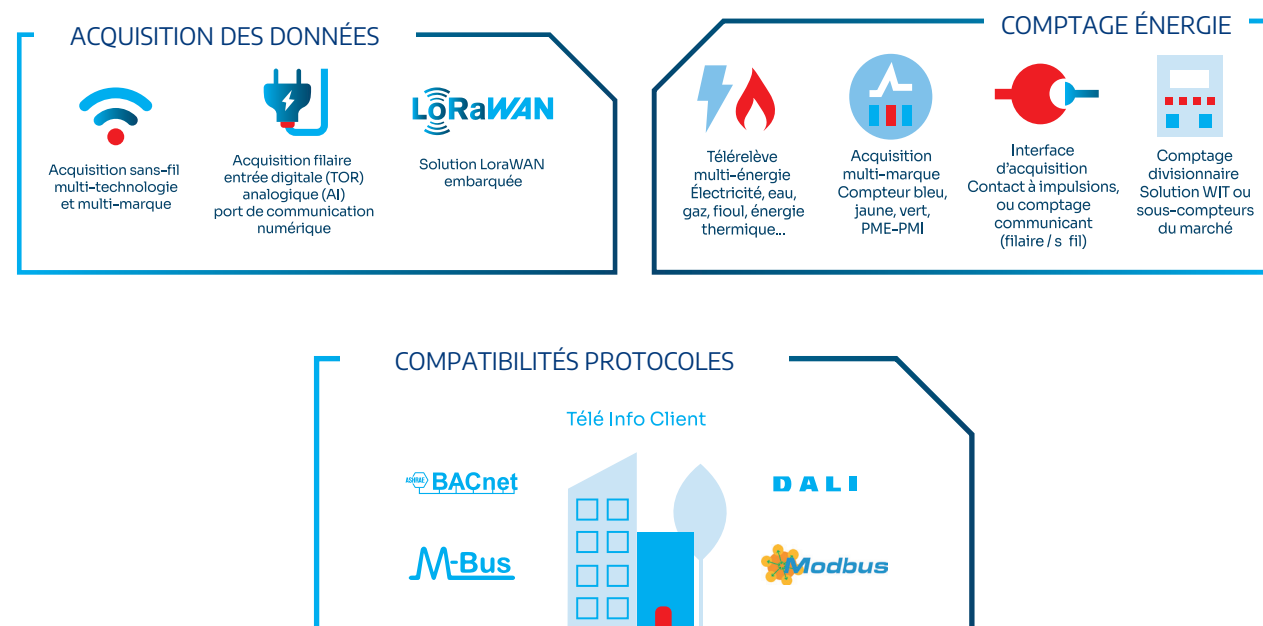 ACQUISITION DES DONNÉES
Acquisition sans-fil
multi-technologie
et multi-marque
Acquisition filaire
entrée digitale (TOR)
analogique (AI)
port de communication
numérique
LoRaWAN
Solution LoraWAN
embarquée
COMPTAGE ÉNERGIE
Télérelève
multi-énergie
Électricité, eau,
gaz, fioul, énergie
thermique...
Acquisition
multi-marque
Compteur bleu,
jaune, vert,
PME-PMI
Interface
d'acquisition
Contact à impulsions,
ou comptage
communicant
(filaire / s fil)
Comptage
divisionnaire
Solution WIT ou
sous-compteurs
du marché
COMPATIBILITÉS PROTOCOLES
Télé Info Client
ASHRAE BACnet
DALI
M-Bus
Modbus